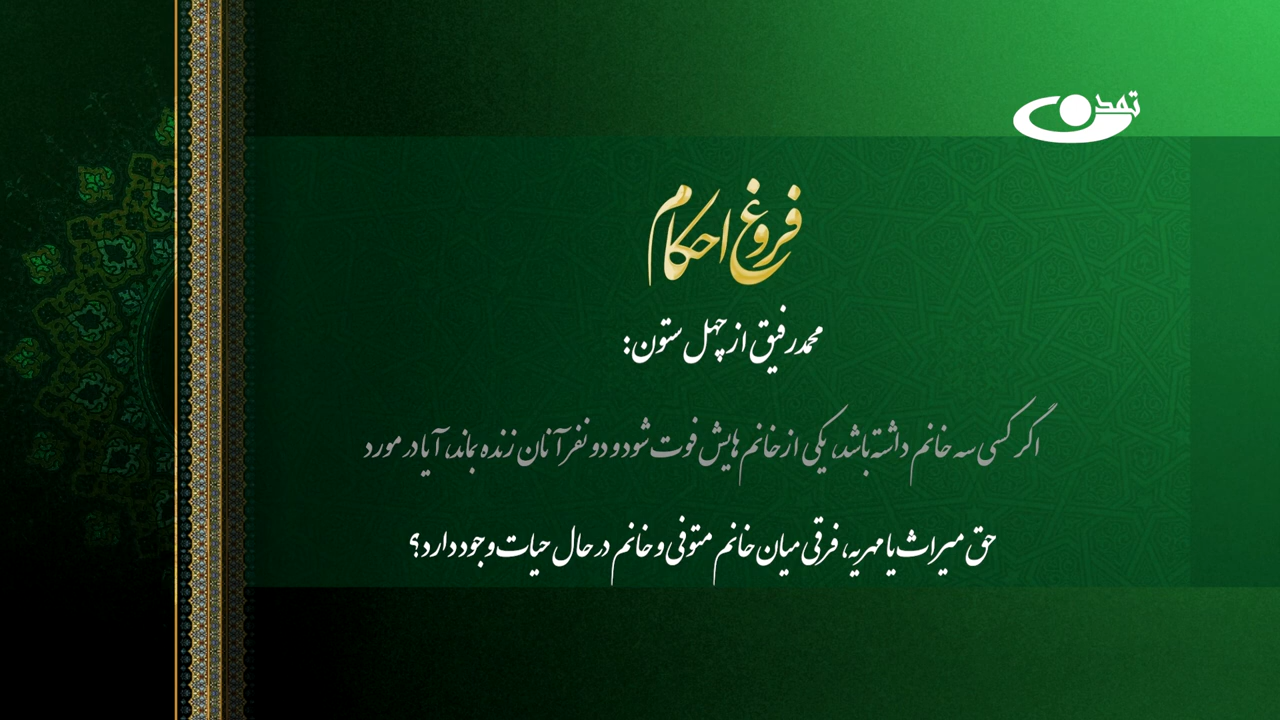 تمدن
فروغ احکام
محمد رفیق از چهل ستون:
اگر کسی سه خانم داشته باشد، یکی از خانم هایش فوت شود و دو نفر آنان زنده بماند، آیا در مورد
حق میراث یا مهریه، فرقی میان خانم متوفی و خانم در حال حیات وجود دارد؟